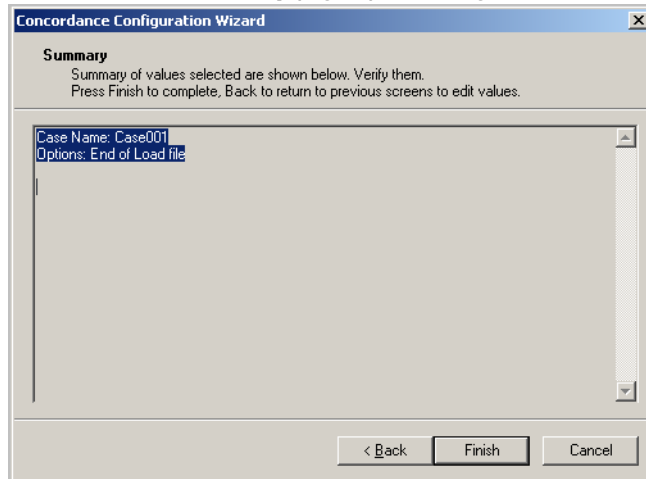 Concordance Configuration Wizard
Summary
Summary of values selected are shown below. Verify them.
Press Finish to complete, Back to return to previous screens to edit values.
Case Name: Case001
Options: End of Load file
< Back
Finish
Cancel